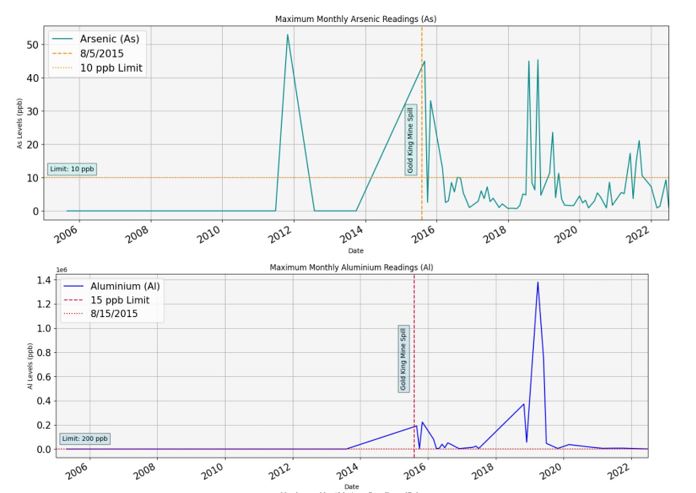 Maximum Monthly Arsenic Readings (As)
As Levels (ppb)
50
40
30
20
10
0
Arsenic (As)
8/5/2015
10 ppb Limit
Limit: 10 ppb
Gold King Mine Spill
2006
2008
2010
2012
2014
2016
2018
2020
2022
Date
Maximum Monthly Aluminium Readings (Al)
1e6
Al Levels (ppb)
1.4
1.2
1.0
0.8
0.6
0.4
0.2
0.0
Aluminium (Al)
15 ppb Limit
8/15/2015
Limit: 200 ppb
Gold King Mine Spill
2006
2008
2010
2012
2014
2016
2018
2020
2022
Date